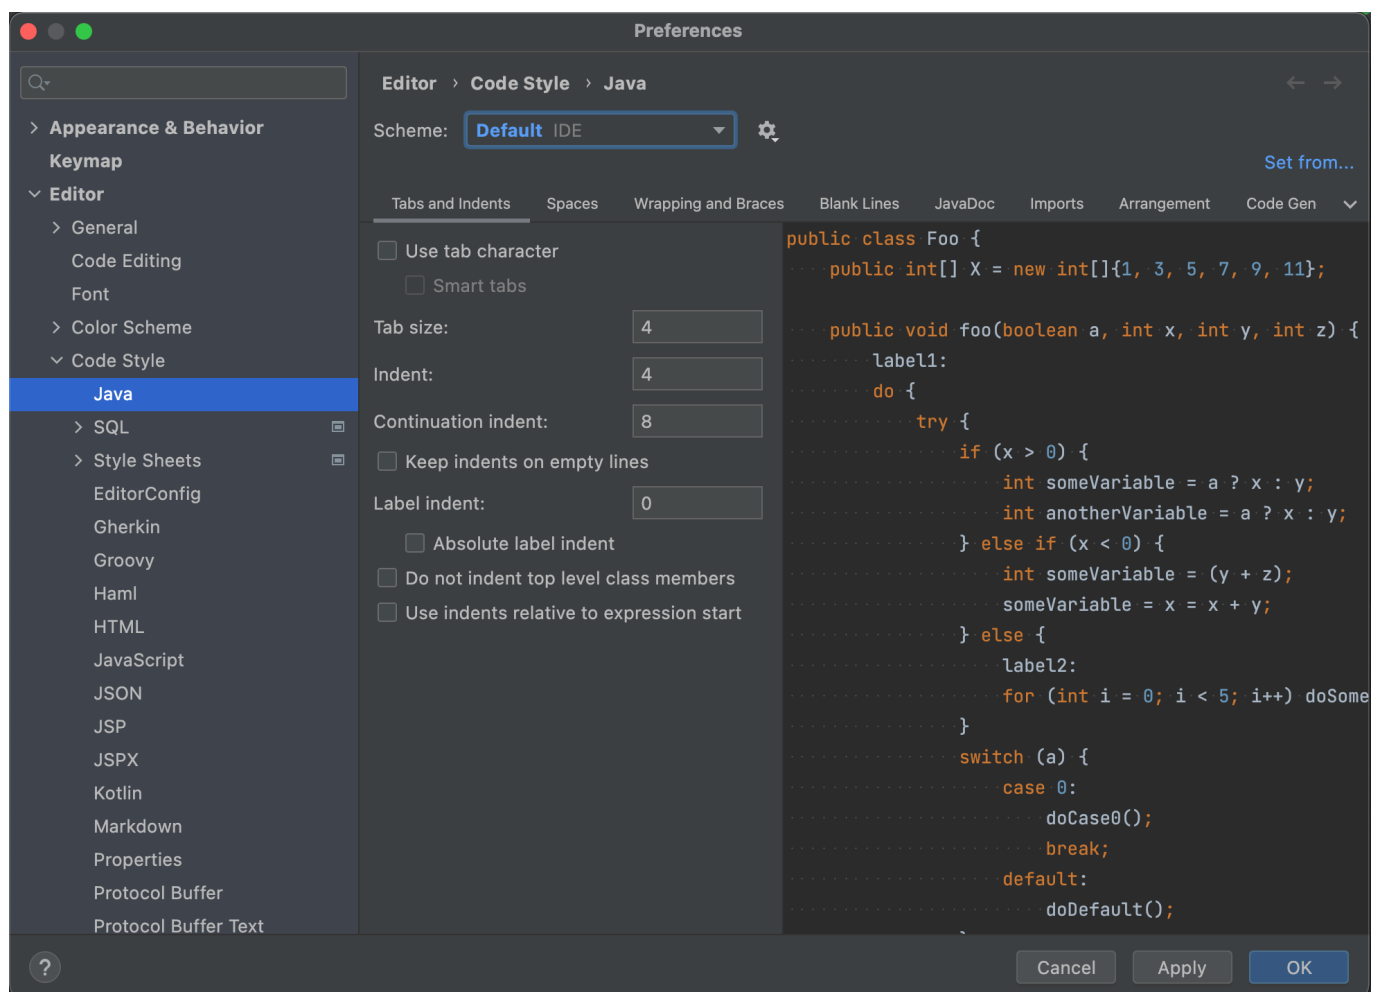 Preferences
Appearance & Behavior
Keymap
Editor
General
Code Editing
Font
Color Scheme
Code Style
Java
SQL
Style Sheets
EditorConfig
Gherkin
Groovy
Haml
HTML
JavaScript
JSON
JSP
JSPX
Kotlin
Markdown
Properties
Protocol Buffer
Protocol Buffer Text
Editor › Code Style › Java
Scheme: Default IDE
Set from...
Tabs and Indents Spaces Wrapping and Braces Blank Lines JavaDoc Imports Arrangement Code Gen
Use tab character
Smart tabs
Tab size: 4
Indent: 4
Continuation indent: 8
Keep indents on empty lines
Label indent: 0
Absolute label indent
Do not indent top level class members
Use indents relative to expression start
public class Foo {
public int[] X = new int[]{1, 3, 5, 7, 9, 11};
public void foo(boolean a, int x, int y, int z) {
label1:
do {
try {
if (x > 0) {
int someVariable = a ? x : y;
int anotherVariable = a ? x : y;
} else if (x < 0) {
int someVariable = (y + z);
someVariable = x = x + y;
} else {
label2:
for (int i = 0; i < 5; i++) doSome
}
switch (a) {
case 0:
doCase0();
break;
default:
doDefault();
?
Cancel Apply OK